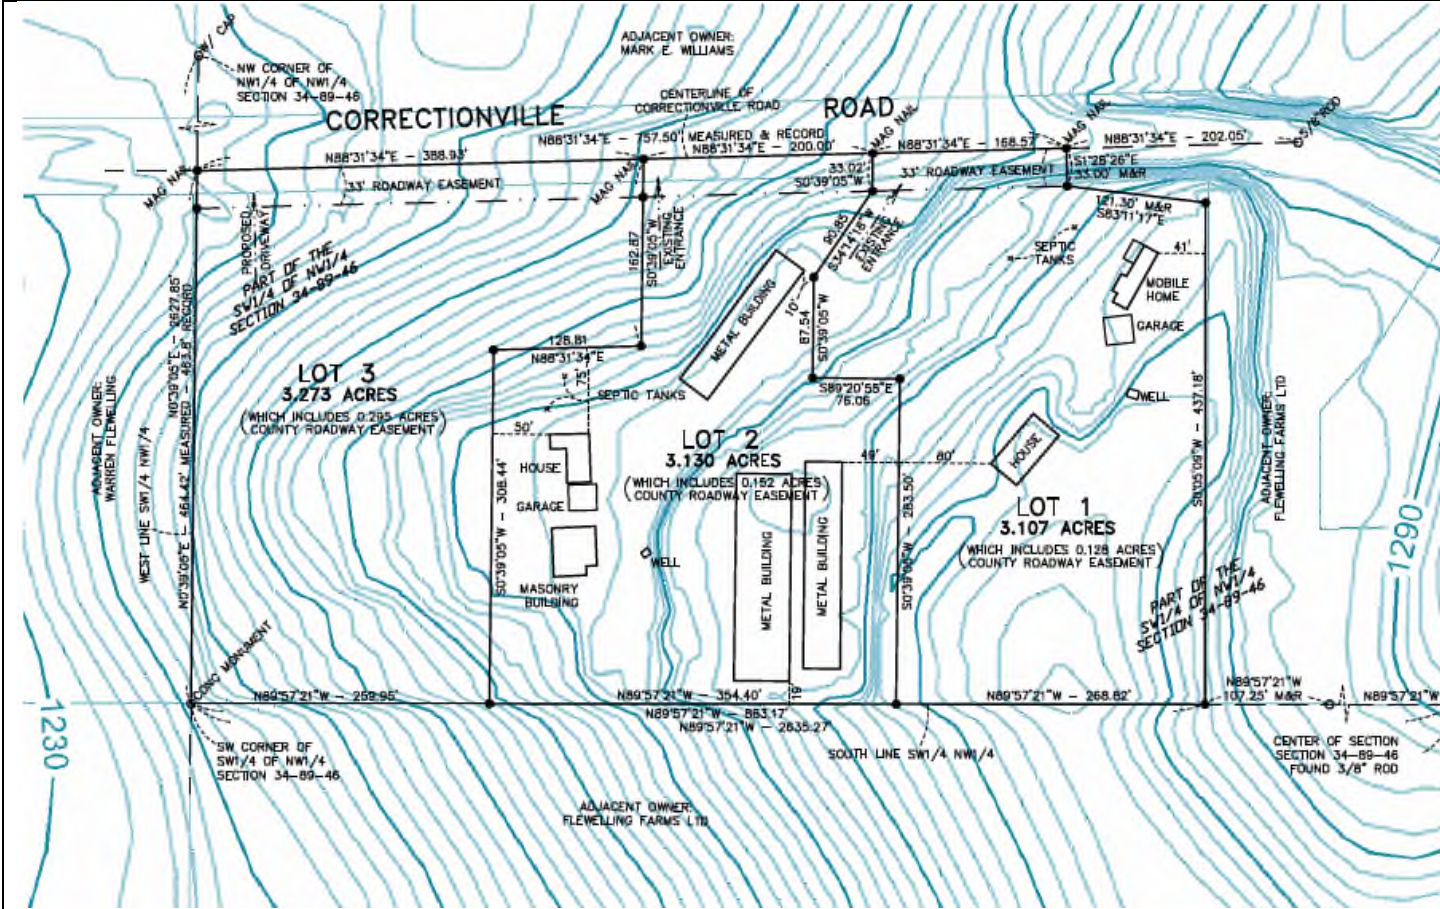 ADJACENT OWNER:
MARK E. WILLIAMS
W/ CAP
NW CORNER OF
NW1/4 OF NW1/4
SECTION 34-89-46
CENTERLINE OF
CORRECTIONVILLE ROAD
CORRECTIONVILLE ROAD
5/8" ROD
N88°31'34"E - 757.50' MEASURED & RECORD
N88°31'34"E - 388.93'
N88°31'34"E - 200.00'
MAG NAIL
N88°31'34"E - 168.57'
MAG NAIL
N88°31'34"E - 202.05'
MAG NAIL
33' ROADWAY EASEMENT
MAG NAIL
33.02'
S0°39'05"W
33' ROADWAY EASEMENT
S1°28'26"E
33.00' M&R
121.30' M&R
S83°11'17"E
PROPOSED
DRIVEWAY
PART OF THE
SW1/4 OF NW1/4
SECTION 34-89-46
162.87
S0°39'05"W
EXISTING
ENTRANCE
90.85
S34°14'18"W
EXISTING
ENTRANCE
SEPTIC
TANKS
41'
MOBILE
HOME
GARAGE
METAL BUILDING
10'
87.54
S0°39'05"W
128.81
N88°31'34"E
75'
SEPTIC TANKS
S89°20'55"E
76.06
WELL
LOT 3
3.273 ACRES
(WHICH INCLUDES 0.295 ACRES)
COUNTY ROADWAY EASEMENT
ADJACENT OWNER:
WARREN FLEWELLING
WEST LINE SW1/4 NW1/4
N0°39'05"E - 2627.85'
N0°39'05"E - 464.42' MEASURED - 463.8' RECORD
50'
HOUSE
GARAGE
MASONRY
BUILDING
S0°39'05"W - 308.44'
LOT 2
3.130 ACRES
(WHICH INCLUDES 0.152 ACRES)
COUNTY ROADWAY EASEMENT
WELL
METAL BUILDING
METAL BUILDING
49'
80'
HOUSE
S0°39'05"W - 283.50'
LOT 1
3.107 ACRES
(WHICH INCLUDES 0.128 ACRES)
COUNTY ROADWAY EASEMENT
S0°05'09"W - 437.18'
ADJACENT OWNER:
FLEWELLING FARMS LTD
1290
PART OF THE
SW1/4 OF NW1/4
SECTION 34-89-46
CONC MONUMENT
N89°57'21"W - 259.95'
N89°57'21"W - 354.40'
19'
N89°57'21"W - 268.82'
N89°57'21"W
107.25' M&R
N89°57'21"W
N89°57'21"W - 883.17'
N89°57'21"W - 2635.27'
1230
SW CORNER OF
SW1/4 OF NW1/4
SECTION 34-89-46
SOUTH LINE SW1/4 NW1/4
CENTER OF SECTION
SECTION 34-89-46
FOUND 3/8" ROD
ADJACENT OWNER:
FLEWELLING FARMS LTD